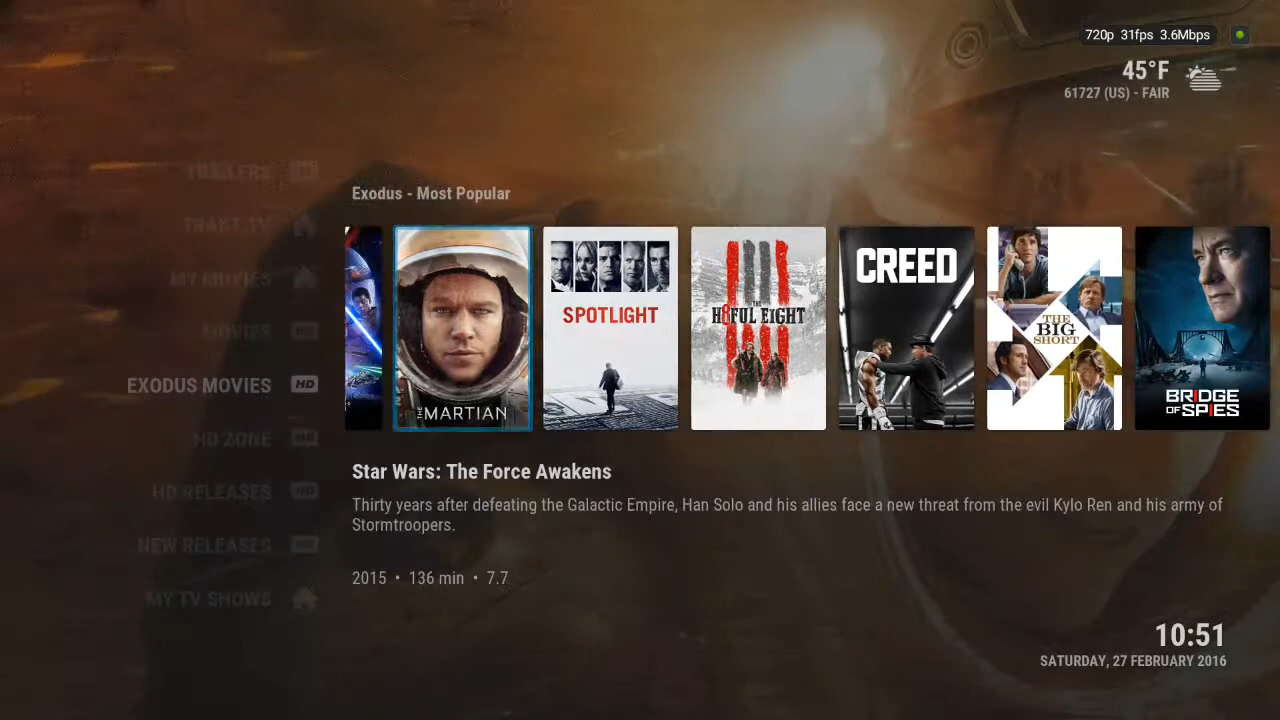 720p 31fps 3.6Mbps
45°F
61727 (US) - FAIR
TRAILERS
TRAKT.TV
MY MOVIES
MOVIES
EXODUS MOVIES
HD
HD ZONE
HD RELEASES
HD
NEW RELEASES
MY TV SHOWS
Exodus - Most Popular
THE MARTIAN
SPOTLIGHT
THE
H8FUL EIGHT
CREED
THE
BIG
SHORT
BRIDGE
OF SPIES
Star Wars: The Force Awakens
Thirty years after defeating the Galactic Empire, Han Solo and his allies face a new threat from the evil Kylo Ren and his army of
Stormtroopers.
2015 • 136 min • 7.7
10:51
SATURDAY, 27 FEBRUARY 2016